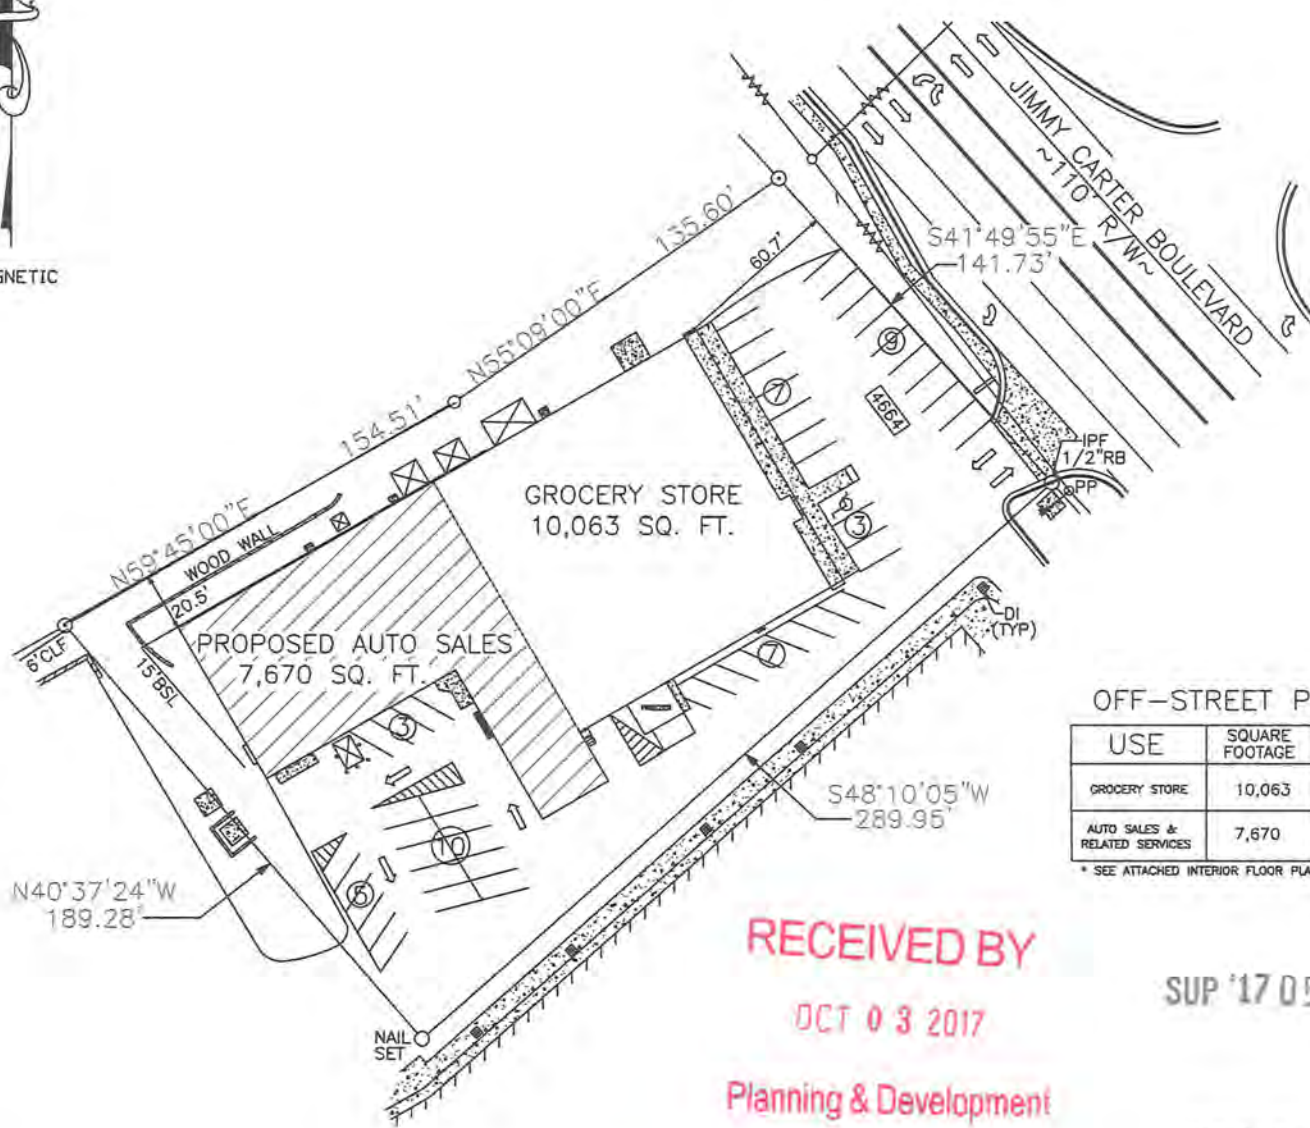 GNETIC
JIMMY CARTER BOULEVARD
~110' R/W~
S41°49'55"E
141.73'
135.60'
60.7'
N55°09'00"E
9
7
4664
154.51'
IPF
1/2"RB
PP
GROCERY STORE
10,063 SQ. FT.
3
N59°45'00"E
WOOD WALL
20.5'
DI
(TYP)
6'CLF
15'BSL
PROPOSED AUTO SALES
7,670 SQ. FT.
7
3
OFF-STREET P
USE
SQUARE
FOOTAGE
GROCERY STORE
10,063
AUTO SALES &
RELATED SERVICES
7,670
* SEE ATTACHED INTERIOR FLOOR PLA
S48°10'05"W
289.95'
10
6
N40°37'24"W
189.28'
RECEIVED BY
OCT 03 2017
Planning & Development
SUP '17 0
NAIL
SET